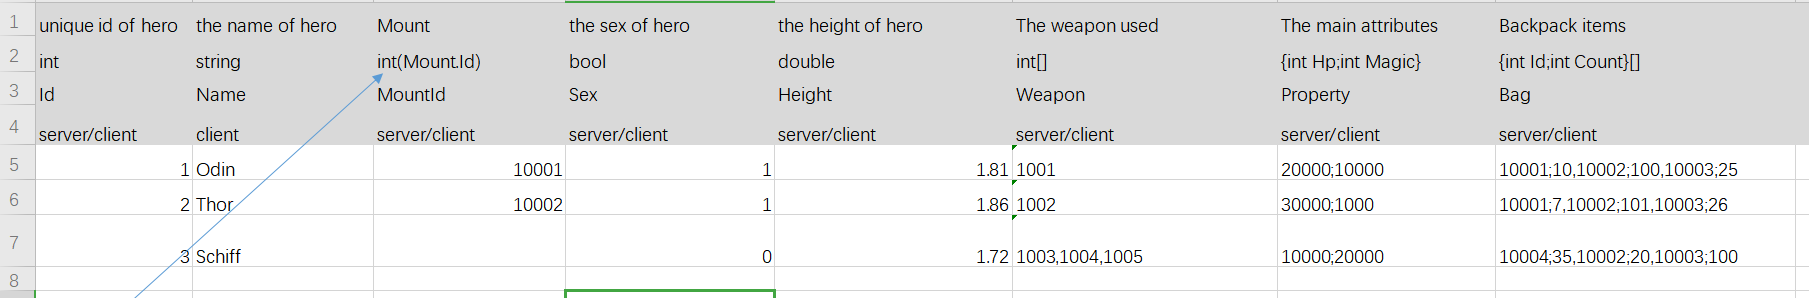 1 unique id of hero the name of hero Mount the sex of hero the height of hero The weapon used The main attributes Backpack items
2 int string int(Mount.Id) bool double int[] {int Hp;int Magic} {int Id;int Count}[]
3 Id Name MountId Sex Height Weapon Property Bag
4 server/client client server/client server/client server/client server/client server/client server/client
5 1 Odin 10001 1 1.81 1001 20000;10000 10001;10,10002;100,10003;25
6 2 Thor 10002 1 1.86 1002 30000;1000 10001;7,10002;101,10003;26
7 3 Schiff 0 1.72 1003,1004,1005 10000;20000 10004;35,10002;20,10003;100
8